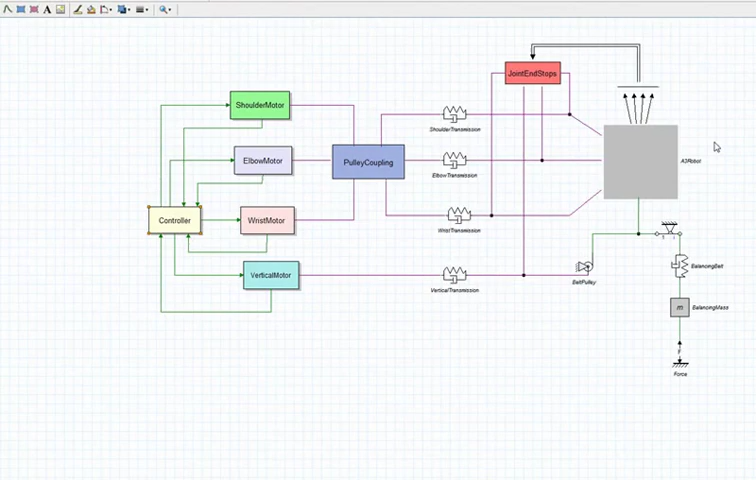 A
JointEndStops
ShoulderMotor
ShoulderTransmission
ElbowMotor
PulleyCoupling
A3Robot
ElbowTransmission
Controller
WristMotor
WristTransmission
VerticalMotor
VerticalTransmission
BeltPulley
BalancingBelt
m
BalancingMass
F
Force